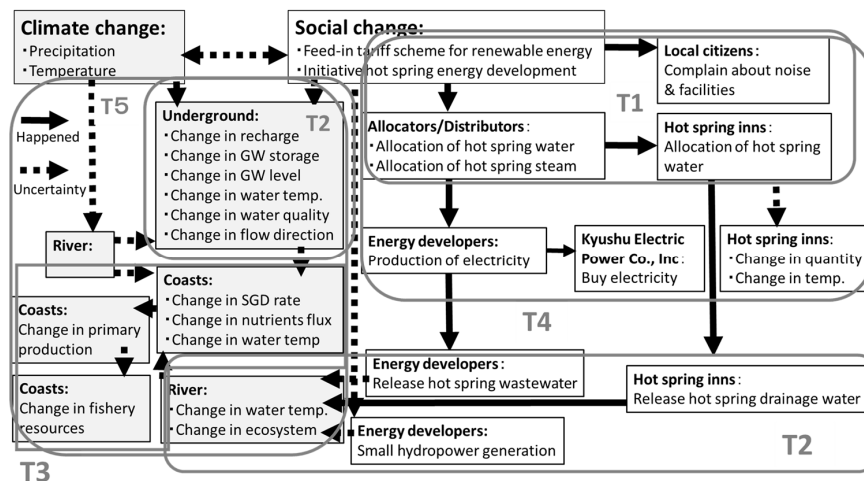 Climate change:
・Precipitation
・Temperature
Social change:
・Feed-in tariff scheme for renewable energy
・Initiative hot spring energy development
Local citizens:
Complain about noise
& facilities
T1
T5
Happened
Uncertainty
Underground:
T2
・Change in recharge
・Change in GW storage
・Change in GW level
・Change in water temp.
・Change in water quality
・Change in flow direction
Allocators/Distributors:
・Allocation of hot spring water
・Allocation of hot spring steam
Hot spring inns:
Allocation of hot spring
water
River:
Energy developers:
Production of electricity
Kyushu Electric
Power Co., Inc:
Buy electricity
Hot spring inns:
・Change in quantity
・Change in temp.
Coasts:
・Change in SGD rate
・Change in nutrients flux
・Change in water temp
Coasts:
Change in primary
production
T4
Coasts:
Change in fishery
resources
River:
・Change in water temp.
・Change in ecosystem
Energy developers:
Release hot spring wastewater
Hot spring inns:
Release hot spring drainage water
Energy developers:
Small hydropower generation
T2
T3